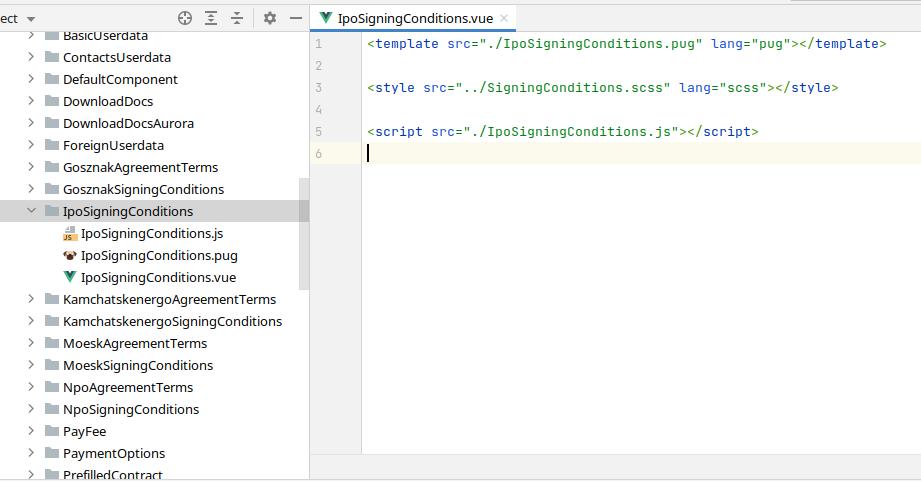 ect
IpoSigningConditions.vue
BasicUserdata
ContactsUserdata
DefaultComponent
DownloadDocs
DownloadDocsAurora
ForeignUserdata
GosznakAgreementTerms
GosznakSigningConditions
IpoSigningConditions
JS IpoSigningConditions.js
IpoSigningConditions.pug
IpoSigningConditions.vue
KamchatskenergoAgreementTerms
KamchatskenergoSigningConditions
MoeskAgreementTerms
MoeskSigningConditions
NpoAgreementTerms
NpoSigningConditions
PayFee
PaymentOptions
PrefilledContract
1 <template src="./IpoSigningConditions.pug" lang="pug"></template>
2
3 <style src="../SigningConditions.scss" lang="scss"></style>
4
5 <script src="./IpoSigningConditions.js"></script>
6